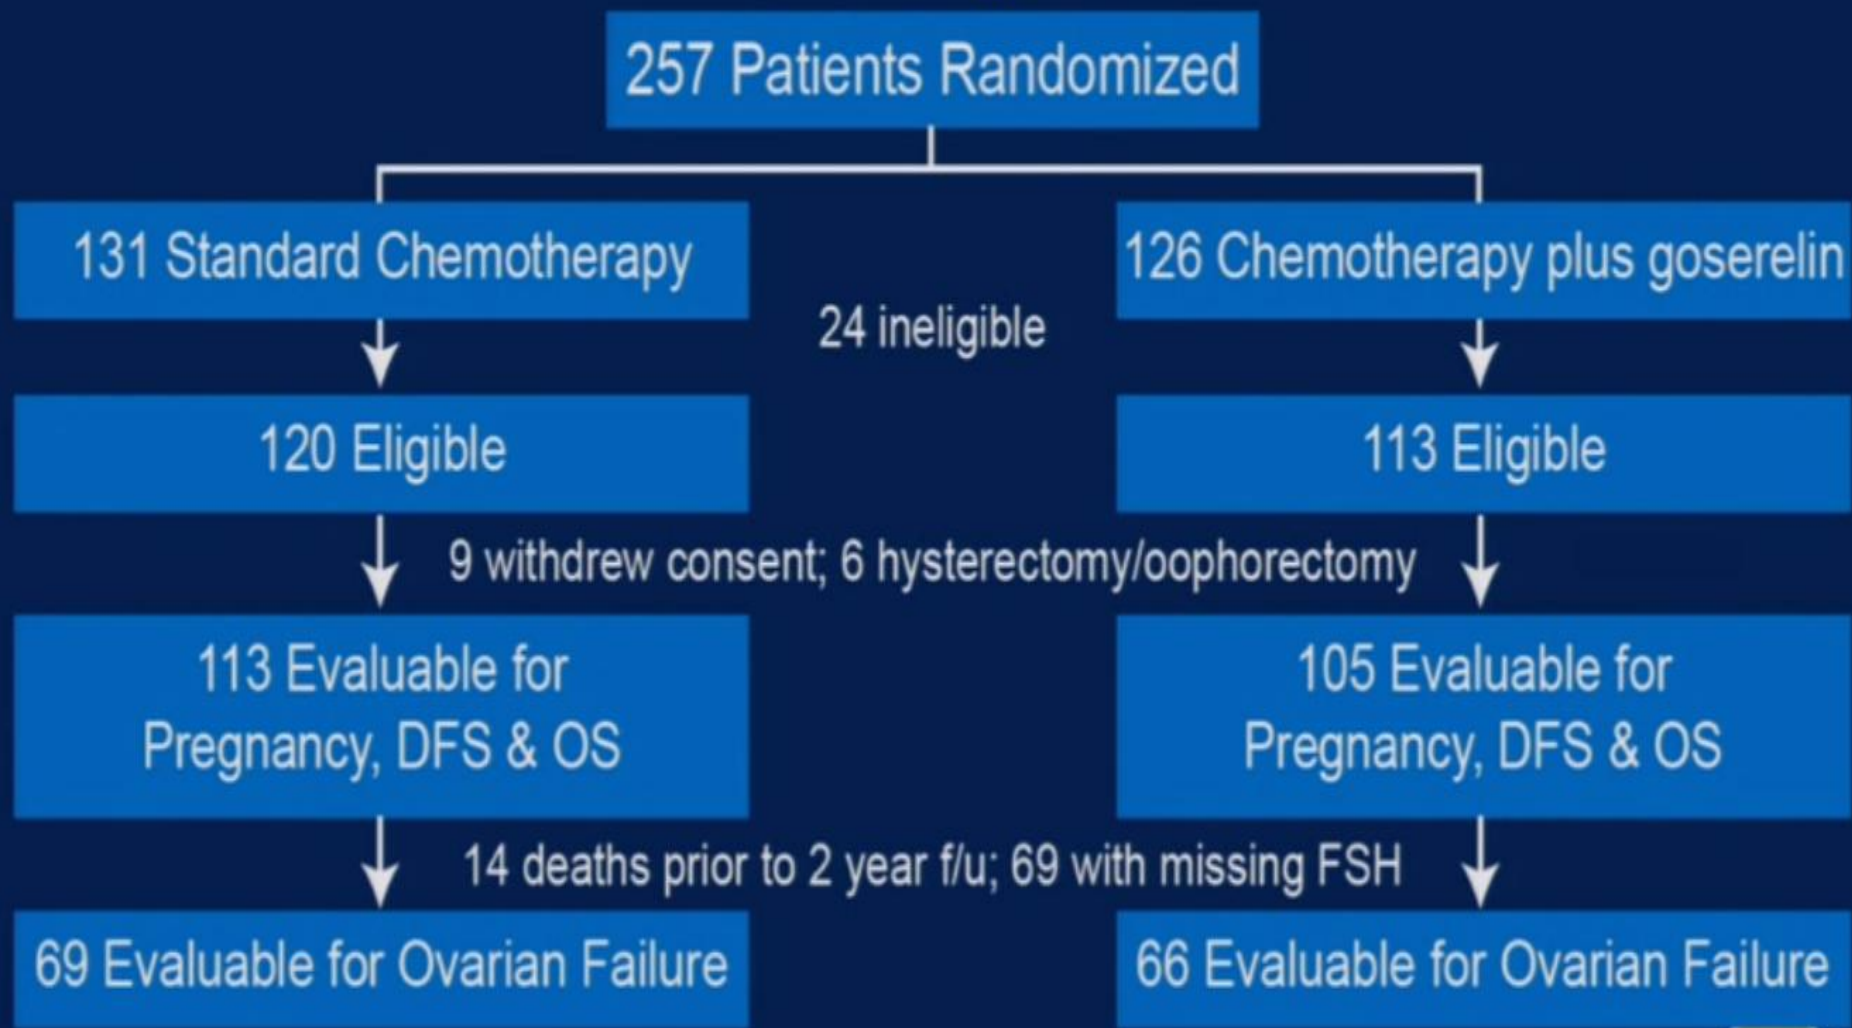 257 Patients Randomized
131 Standard Chemotherapy
126 Chemotherapy plus goserelin
24 ineligible
120 Eligible
113 Eligible
9 withdrew consent; 6 hysterectomy/oophorectomy
113 Evaluable for
Pregnancy, DFS & OS
105 Evaluable for
Pregnancy, DFS & OS
14 deaths prior to 2 year f/u; 69 with missing FSH
69 Evaluable for Ovarian Failure
66 Evaluable for Ovarian Failure